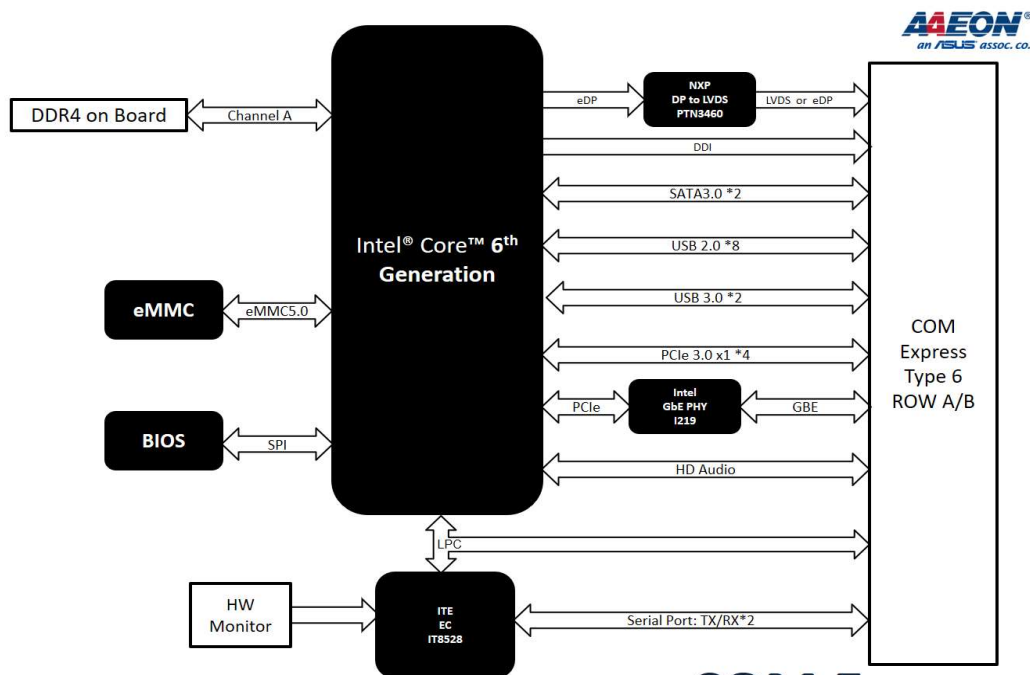 AAEON®
an ASUS assoc. co.
DDR4 on Board
Channel A
eDP
NXP
DP to LVDS
PTN3460
LVDS or eDP
DDI
SATA3.0 *2
Intel® Core™ 6th
Generation
USB 2.0 *8
USB 3.0 *2
eMMC
eMMC5.0
PCIe 3.0 x1 *4
COM
Express
Type 6
ROW A/B
PCIe
Intel
GbE PHY
I219
GBE
BIOS
SPI
HD Audio
LPC
HW
Monitor
ITE
EC
IT8528
Serial Port: TX/RX*2